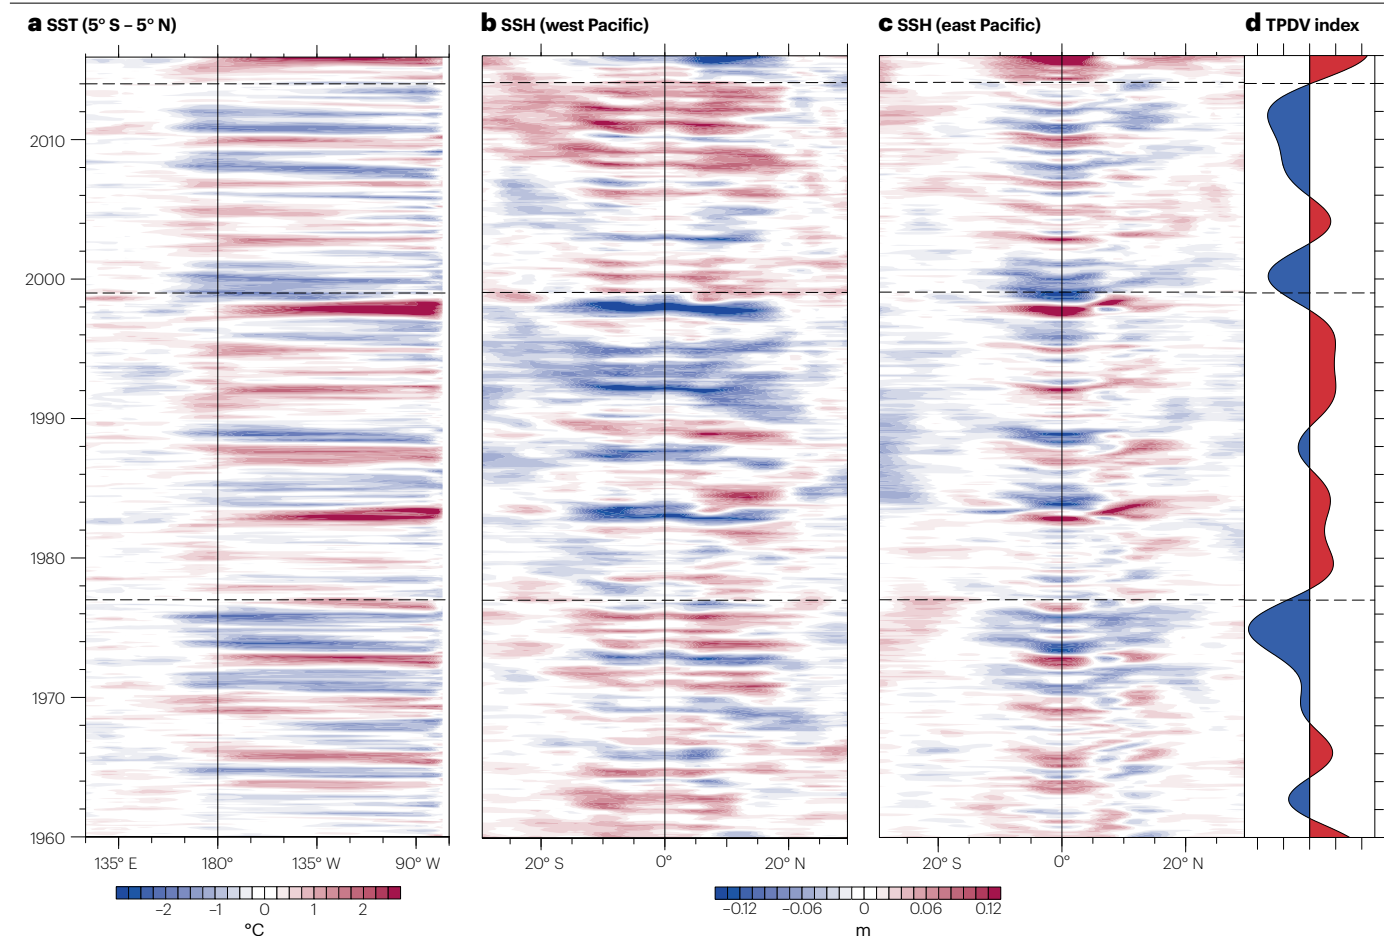 a SST (5° S – 5° N)
b SSH (west Pacific)
c SSH (east Pacific)
d TPDV index
2010
2000
1990
1980
1970
1960
135° E 180° 135° W 90° W
20° S 0° 20° N
20° S 0° 20° N
−2 −1 0 1 2
°C
−0.12 −0.06 0 0.06 0.12
m